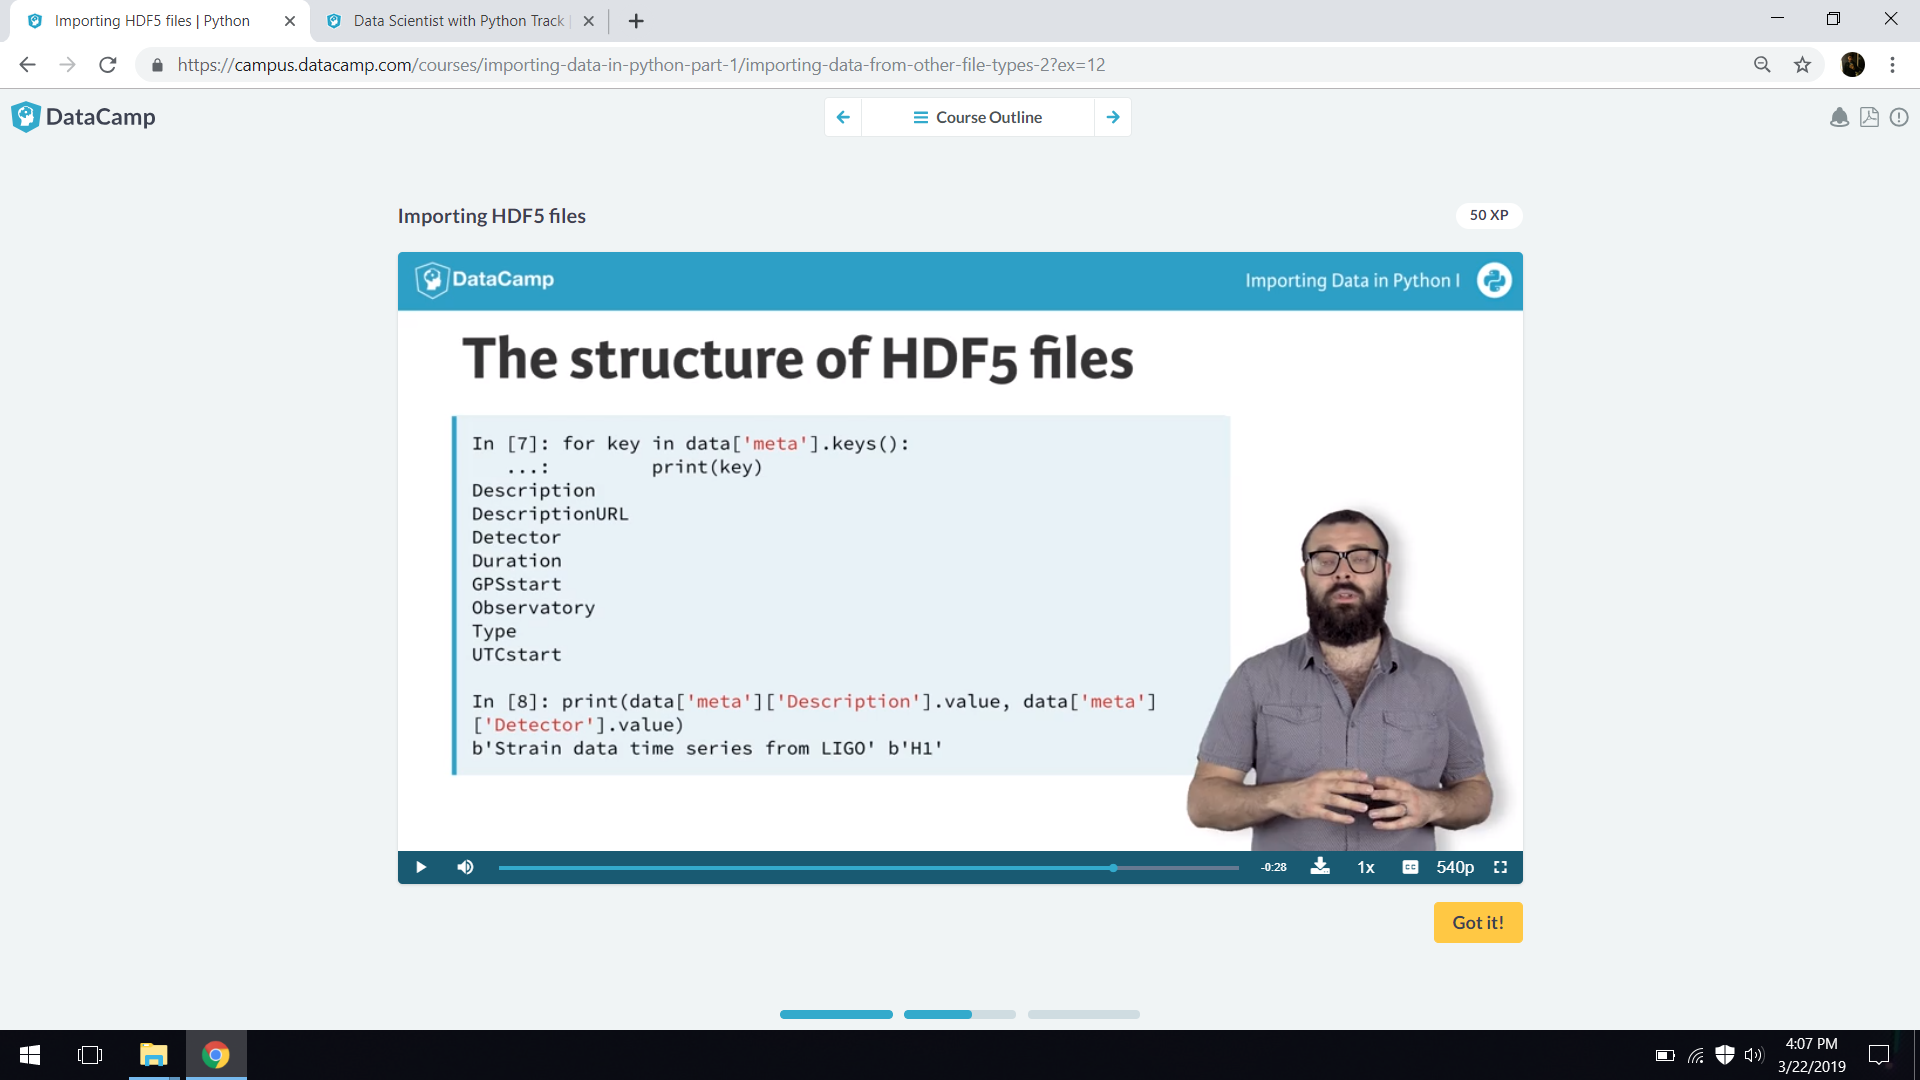 Importing HDF5 files | Python
Data Scientist with Python Track
https://campus.datacamp.com/courses/importing-data-in-python-part-1/importing-data-from-other-file-types-2?ex=12
DataCamp
Course Outline
Importing HDF5 files
50 XP
DataCamp
Importing Data in Python I
The structure of HDF5 files
In [7]: for key in data['meta'].keys():
...: print(key)
Description
DescriptionURL
Detector
Duration
GPSstart
Observatory
Type
UTCstart
In [8]: print(data['meta']['Description'].value, data['meta']
['Detector'].value)
b'Strain data time series from LIGO' b'H1'
-0:28
1x
CC
540p
Got it!
4:07 PM
3/22/2019